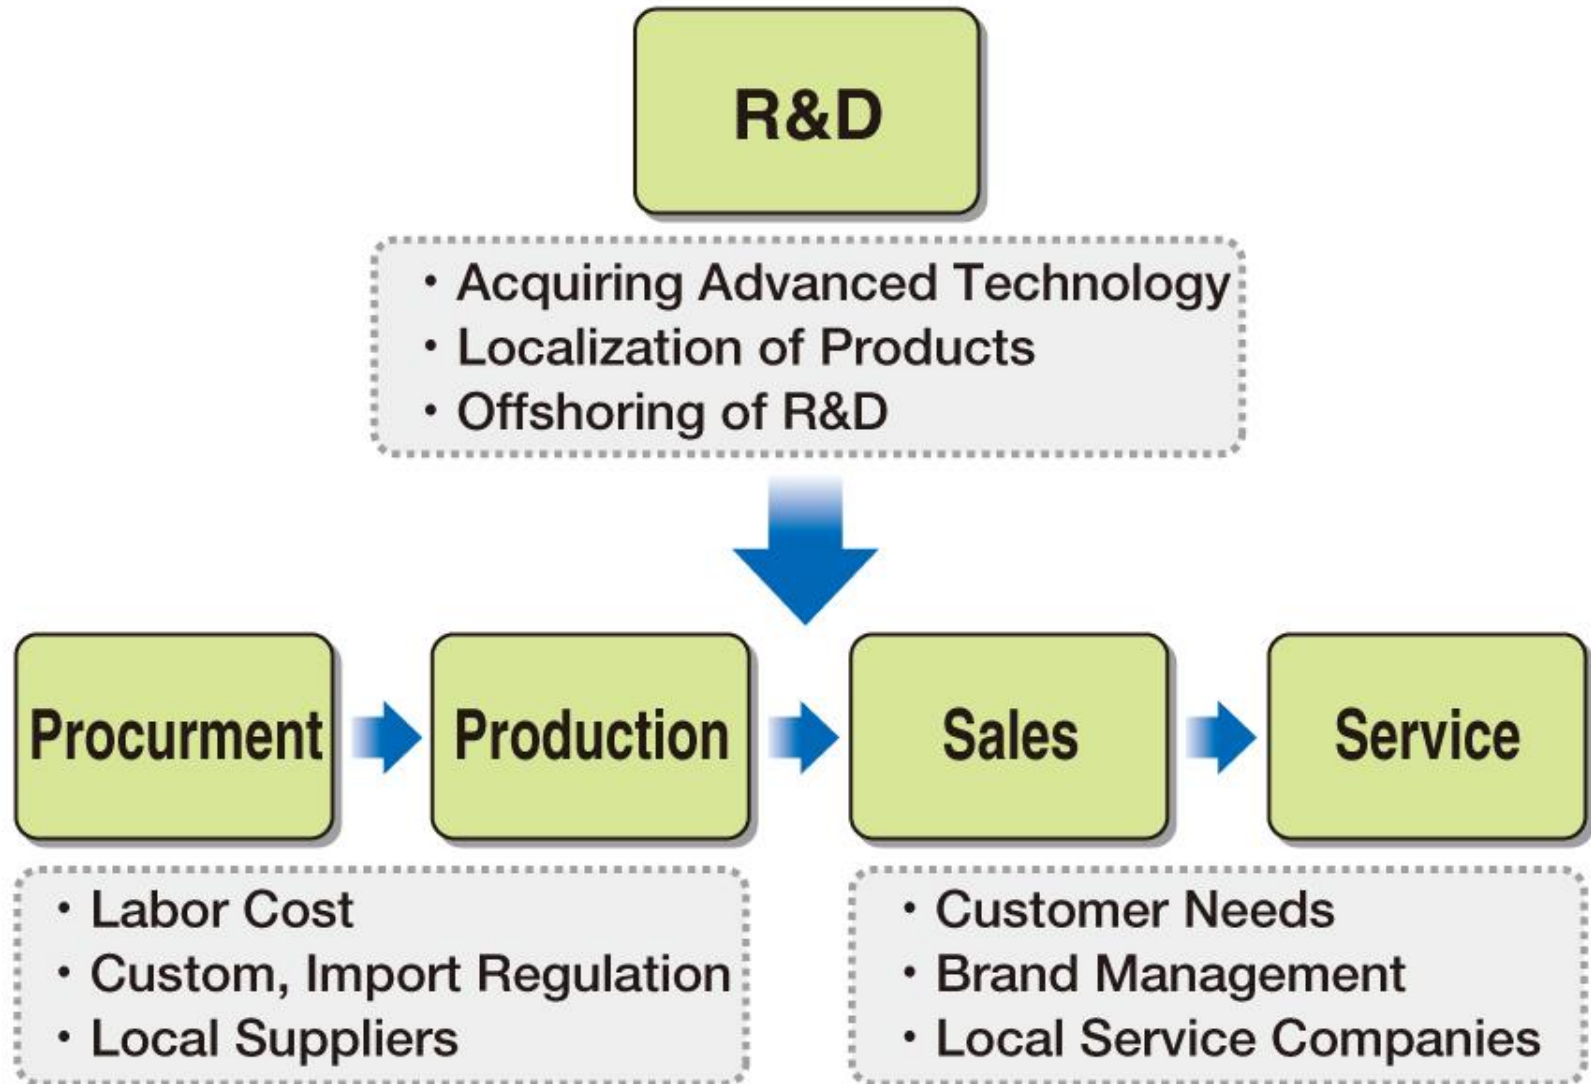 R&D
・Acquiring Advanced Technology
・Localization of Products
・Offshoring of R&D
Procurment
Production
Sales
Service
・Labor Cost
・Custom, Import Regulation
・Local Suppliers
・Customer Needs
・Brand Management
・Local Service Companies